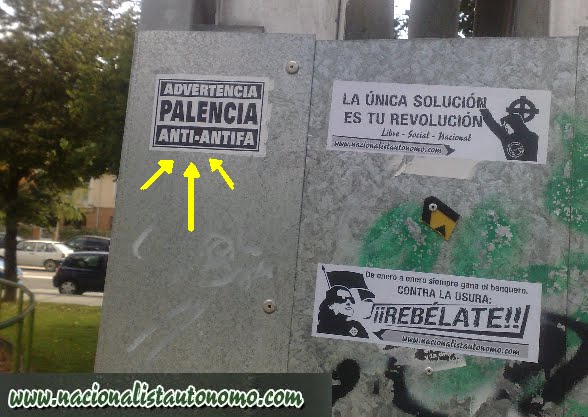 ADVERTENCIA
PALENCIA
ANTI-ANTIFA
LA ÚNICA SOLUCIÓN
ES TU REVOLUCIÓN
Libre - Social - Nacional
www.nacionalistautonomo.com
De enero a enero siempre gana el banquero.
CONTRA LA USURA:
¡¡REBÉLATE!!
www.nacionalistautonomo.com
www.nacionalistautonomo.com